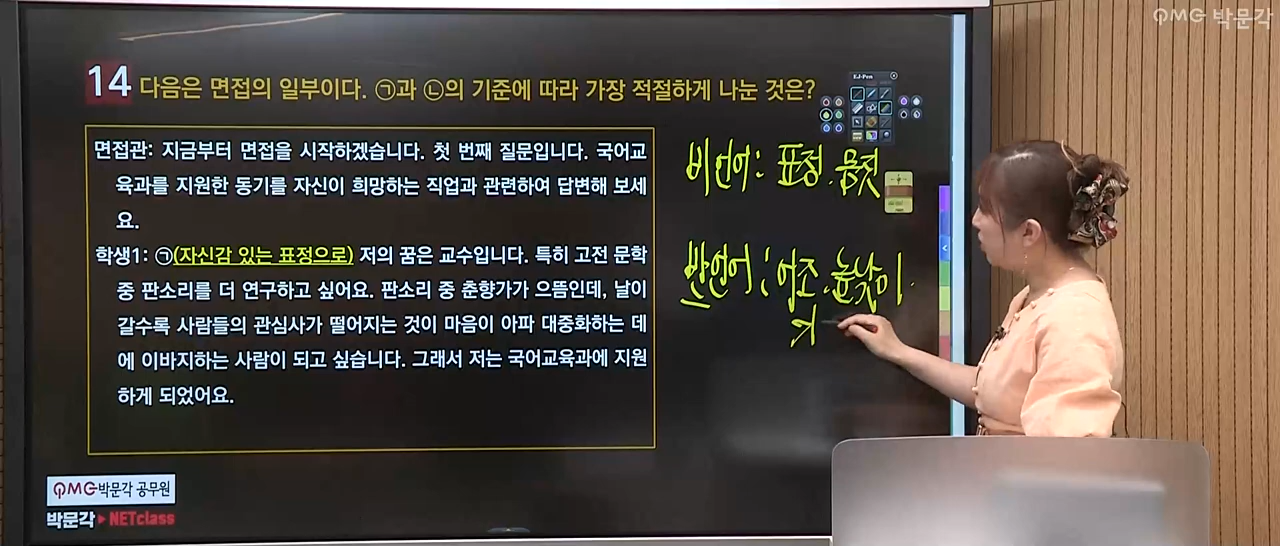 QMG 박문각
14 다음은 면접의 일부이다. ㉠과 ㉡의 기준에 따라 가장 적절하게 나눈 것은?
EJ-Pen
면접관: 지금부터 면접을 시작하겠습니다. 첫 번째 질문입니다. 국어교
육과를 지원한 동기를 자신이 희망하는 직업과 관련하여 답변해 보세
요.
학생1: ㉠(자신감 있는 표정으로) 저의 꿈은 교수입니다. 특히 고전 문학
중 판소리를 더 연구하고 싶어요. 판소리 중 춘향가가 으뜸인데, 날이
갈수록 사람들의 관심사가 떨어지는 것이 마음이 아파 대중화하는 데
에 이바지하는 사람이 되고 싶습니다. 그래서 저는 국어교육과에 지원
하게 되었어요.
비언어: 표정, 몸짓
반언어: 어조, 높낮이.
QMG박문각 공무원
박문각 NETclass